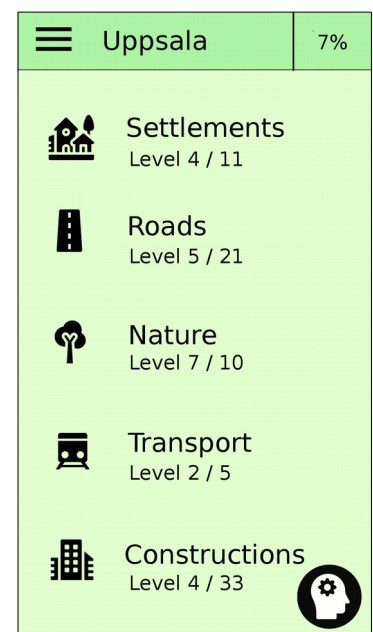 Uppsala
7%
Settlements
Level 4 / 11
Roads
Level 5 / 21
Nature
Level 7 / 10
Transport
Level 2 / 5
Constructions
Level 4 / 33